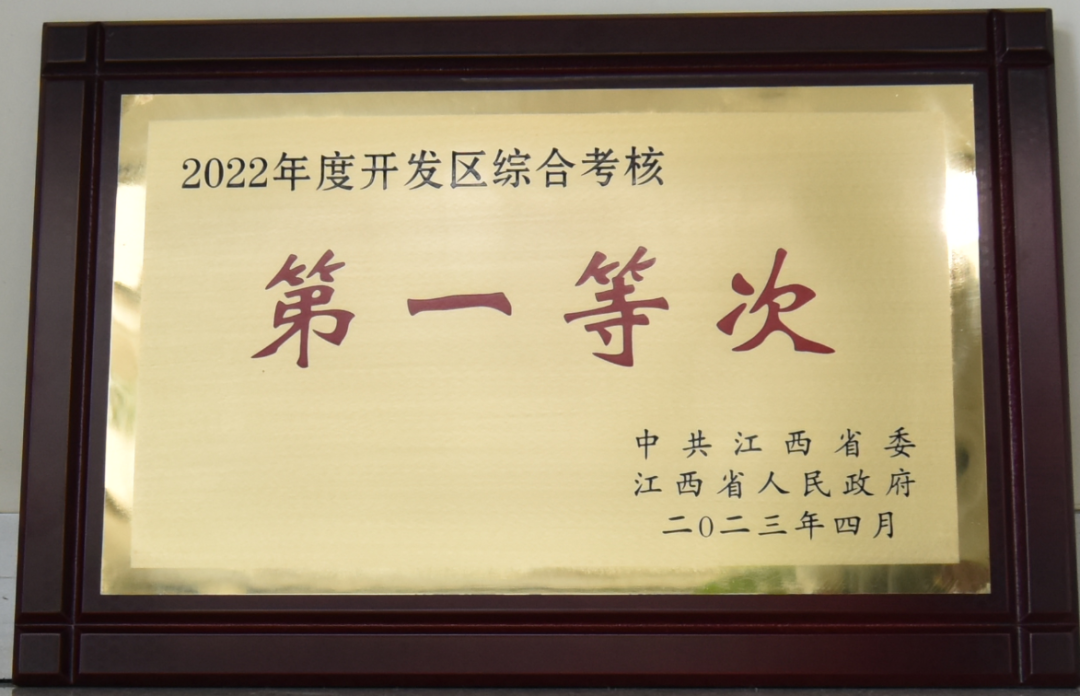 2022年度开发区综合考核
第一等次
中共江西省委
江西省人民政府
二〇二三年四月